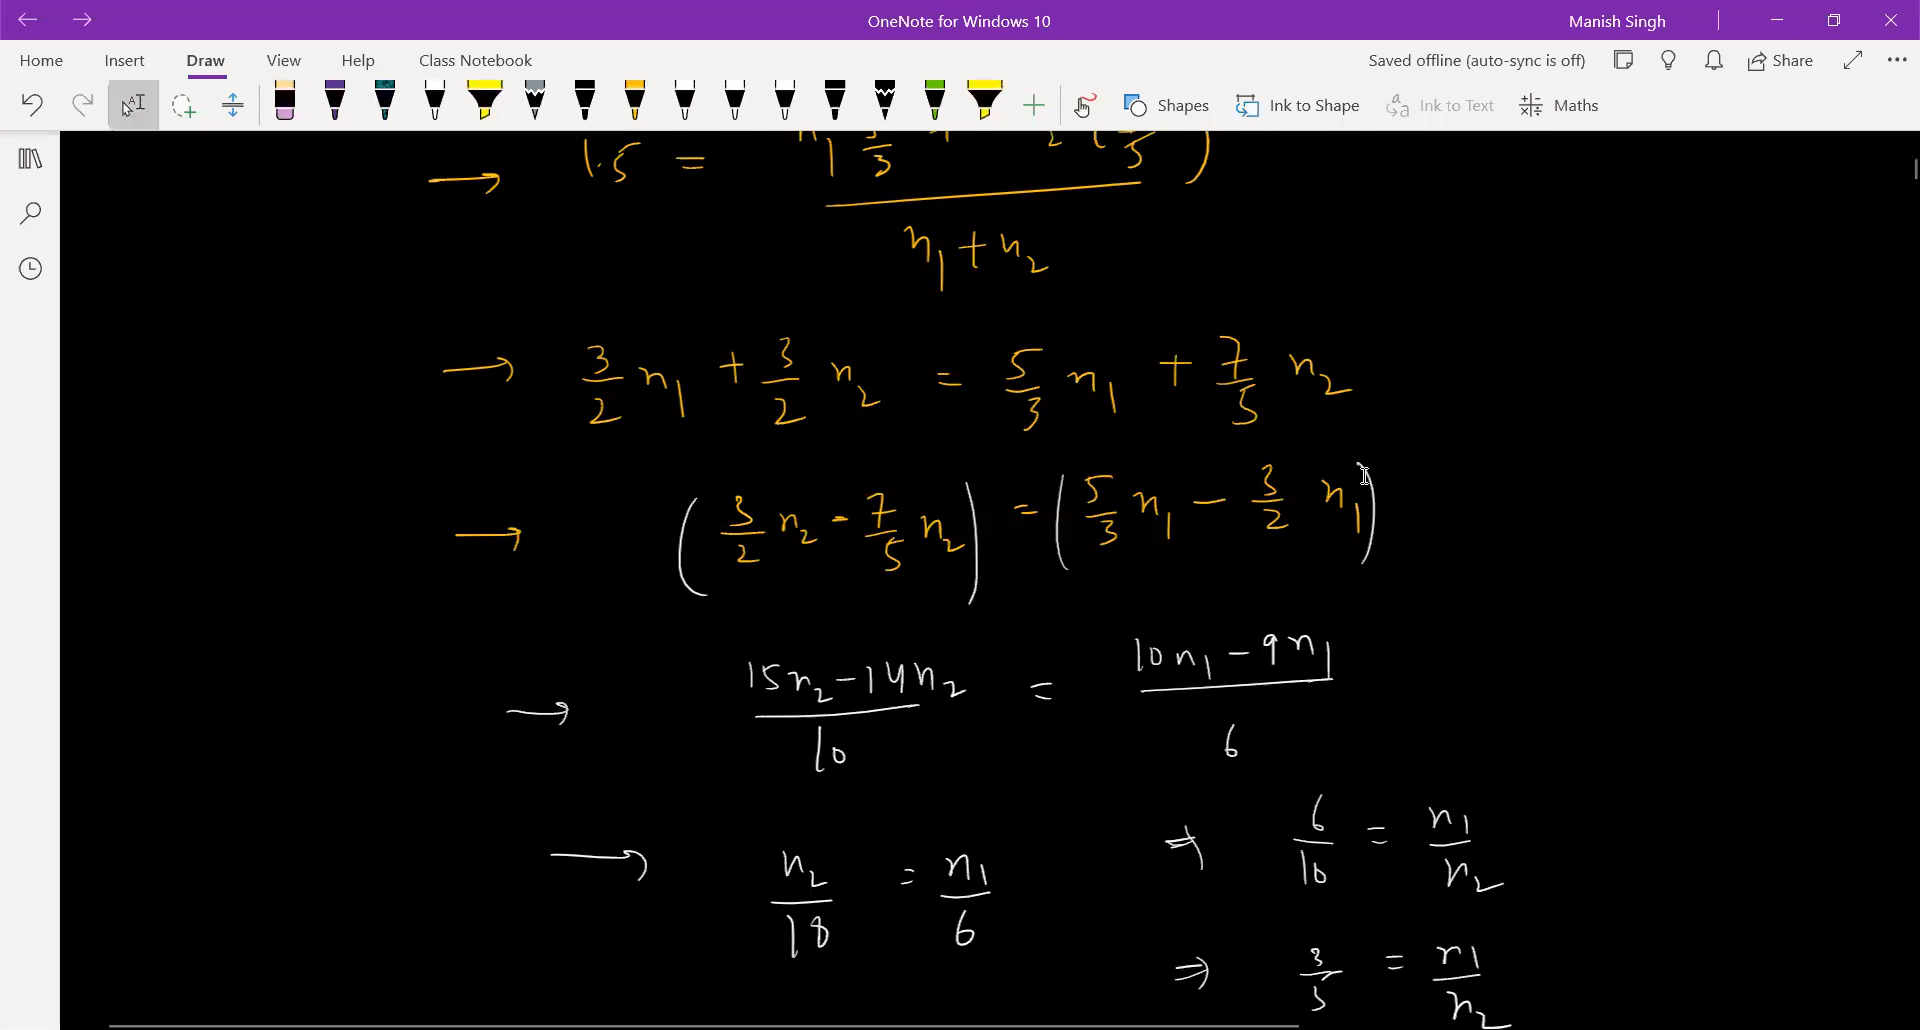 OneNote for Windows 10
Manish Singh
Home Insert Draw View Help Class Notebook
Saved offline (auto-sync is off) Share
Shapes Ink to Shape Ink to Text Maths
→ 1.5 =
n₁ + n₂
→ 3/2 n₁ + 3/2 n₂ = 5/3 n₁ + 7/5 n₂
→ (3/2 n₂ - 7/5 n₂) = (5/3 n₁ - 3/2 n₁)
→ (15n₂ - 14n₂)/10 = (10n₁ - 9n₁)/6
⇒ 6/10 = n₁/n₂
→ n₂/10 = n₁/6
⇒ 3/5 = n₁/n₂